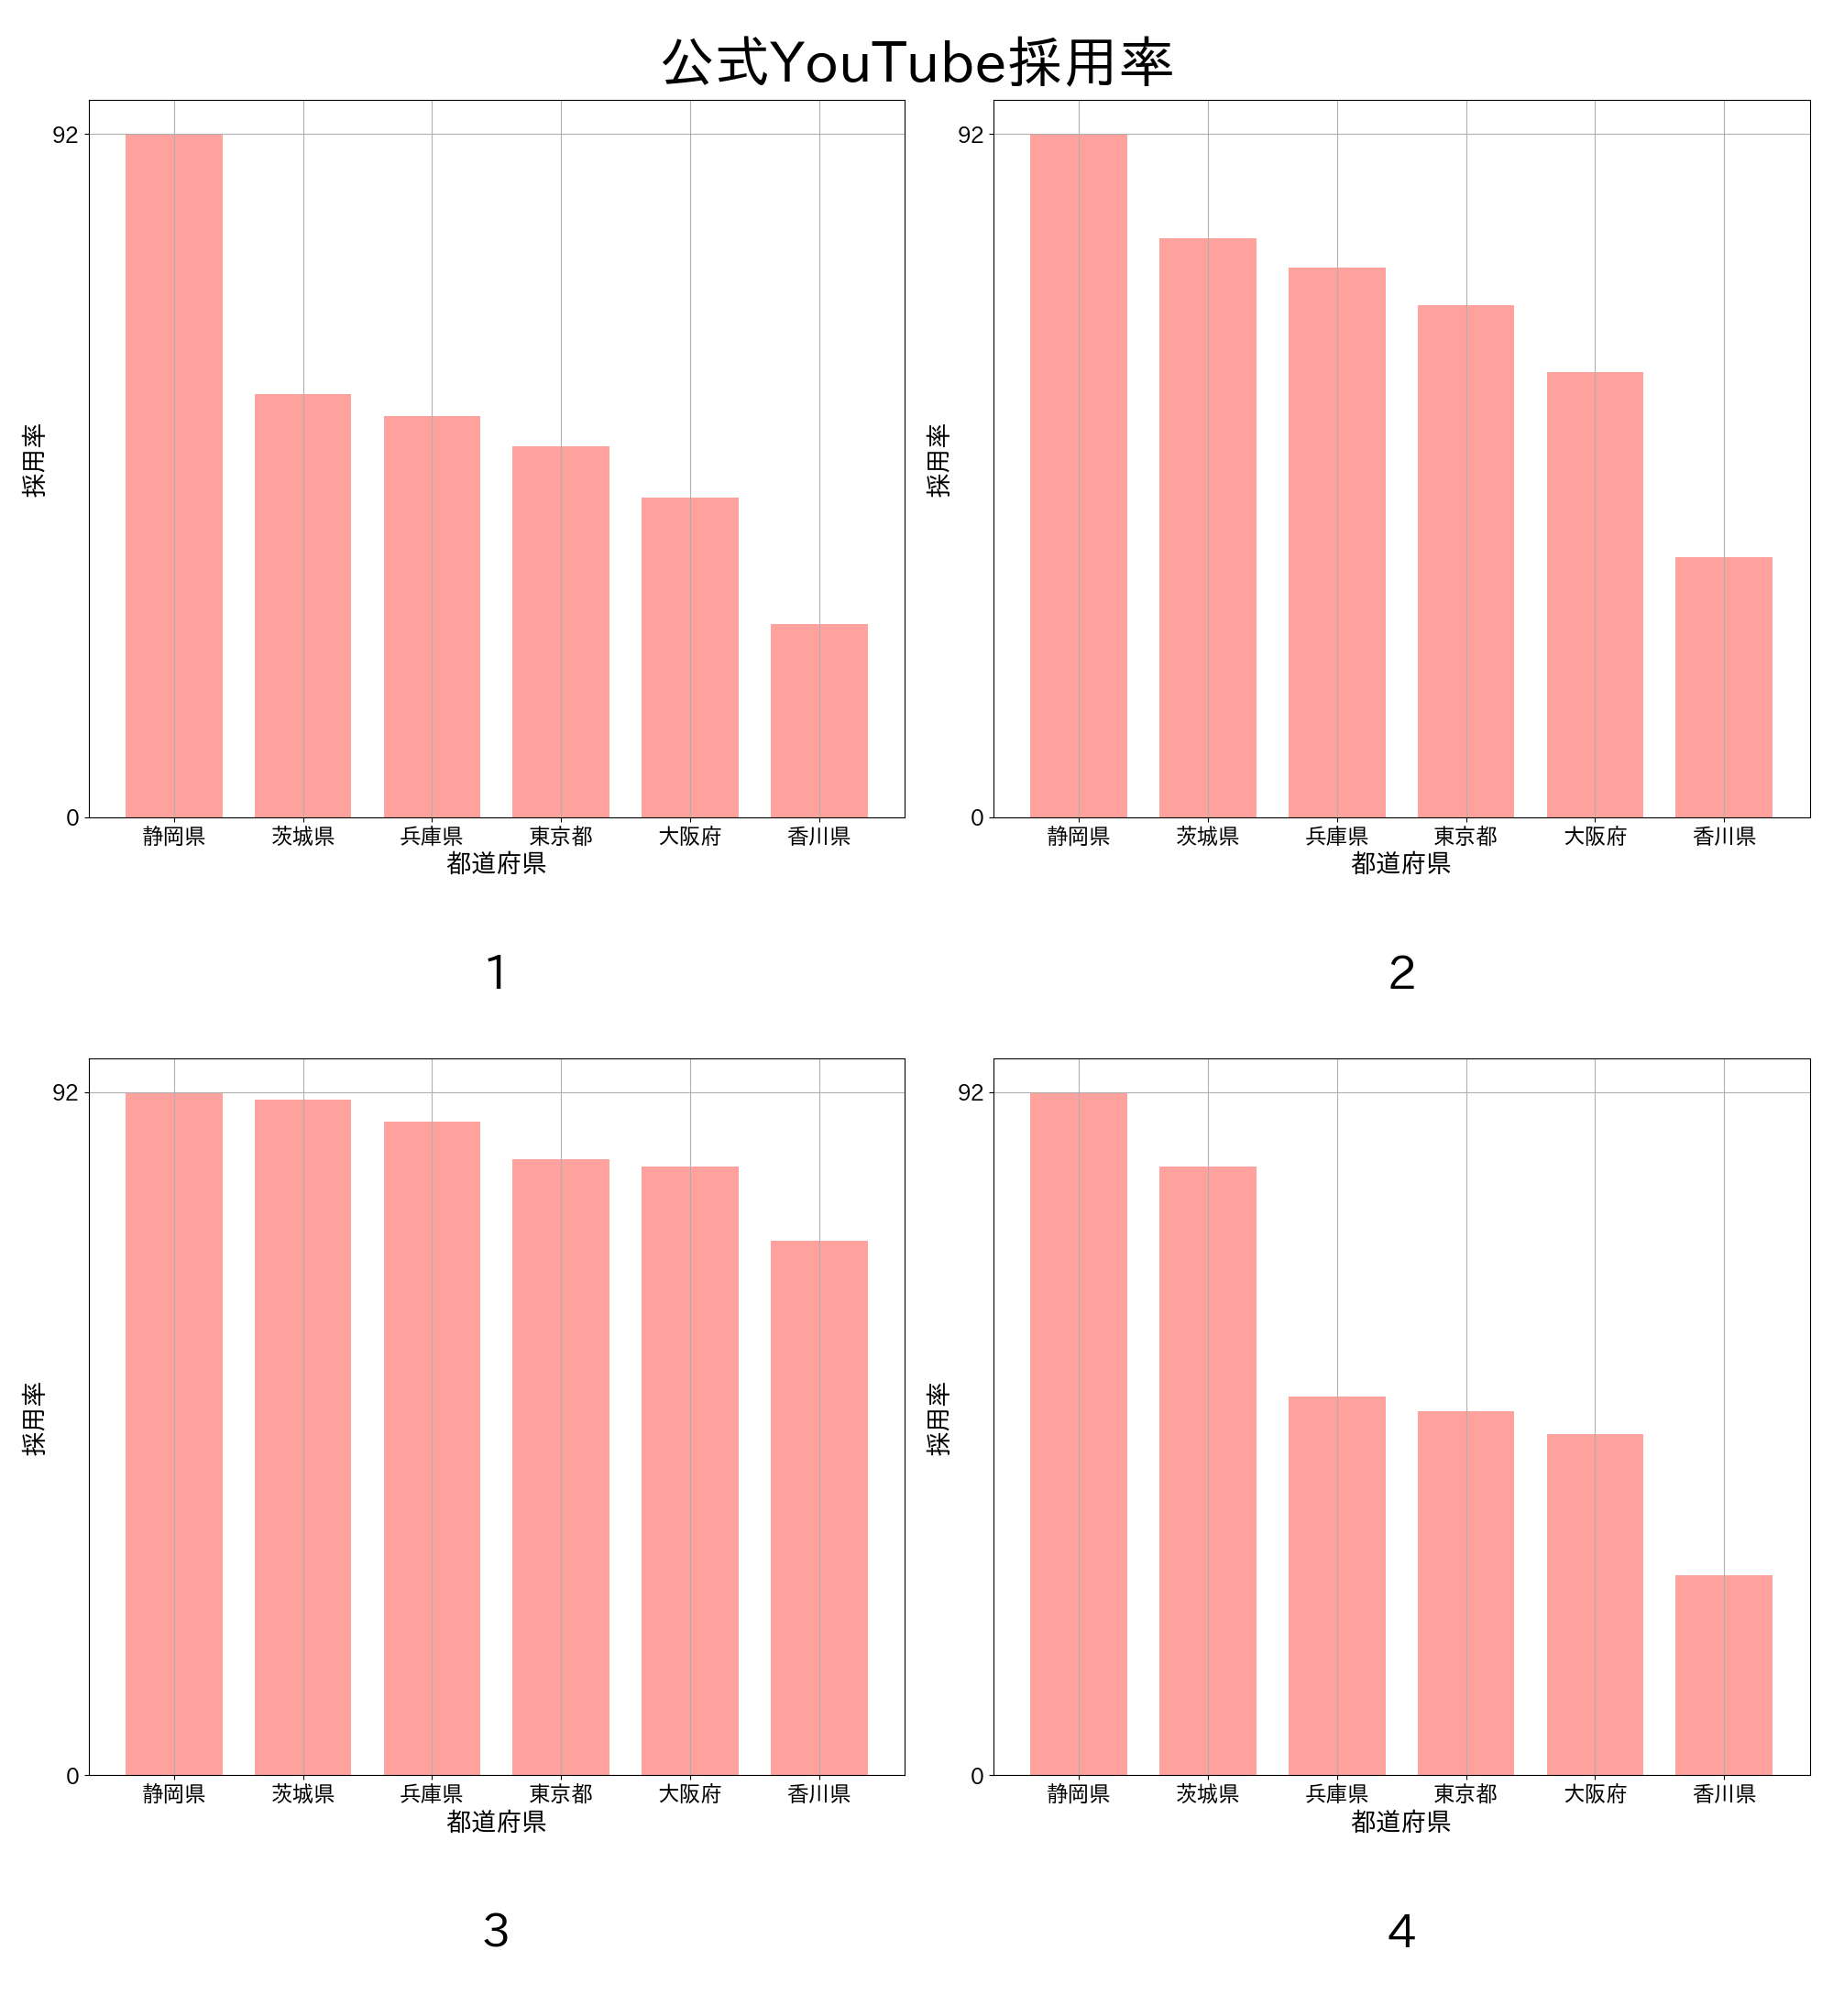 公式YouTube採用率
92
0
採用率
静岡県 茨城県 兵庫県 東京都 大阪府 香川県
都道府県
1
92
0
採用率
静岡県 茨城県 兵庫県 東京都 大阪府 香川県
都道府県
2
92
0
採用率
静岡県 茨城県 兵庫県 東京都 大阪府 香川県
都道府県
3
92
0
採用率
静岡県 茨城県 兵庫県 東京都 大阪府 香川県
都道府県
4